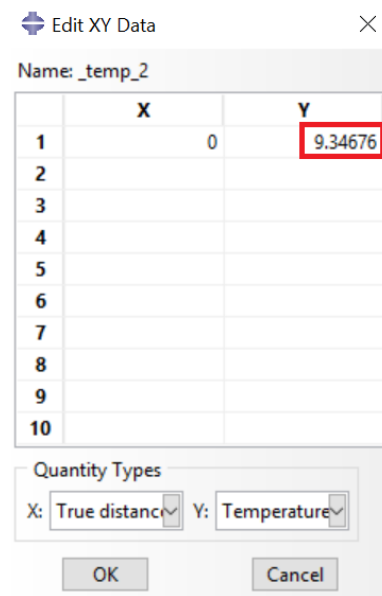 Edit XY Data
Name: _temp_2
X Y
1 0 9.34676
2
3
4
5
6
7
8
9
10
Quantity Types
X: True distanc Y: Temperature
OK Cancel